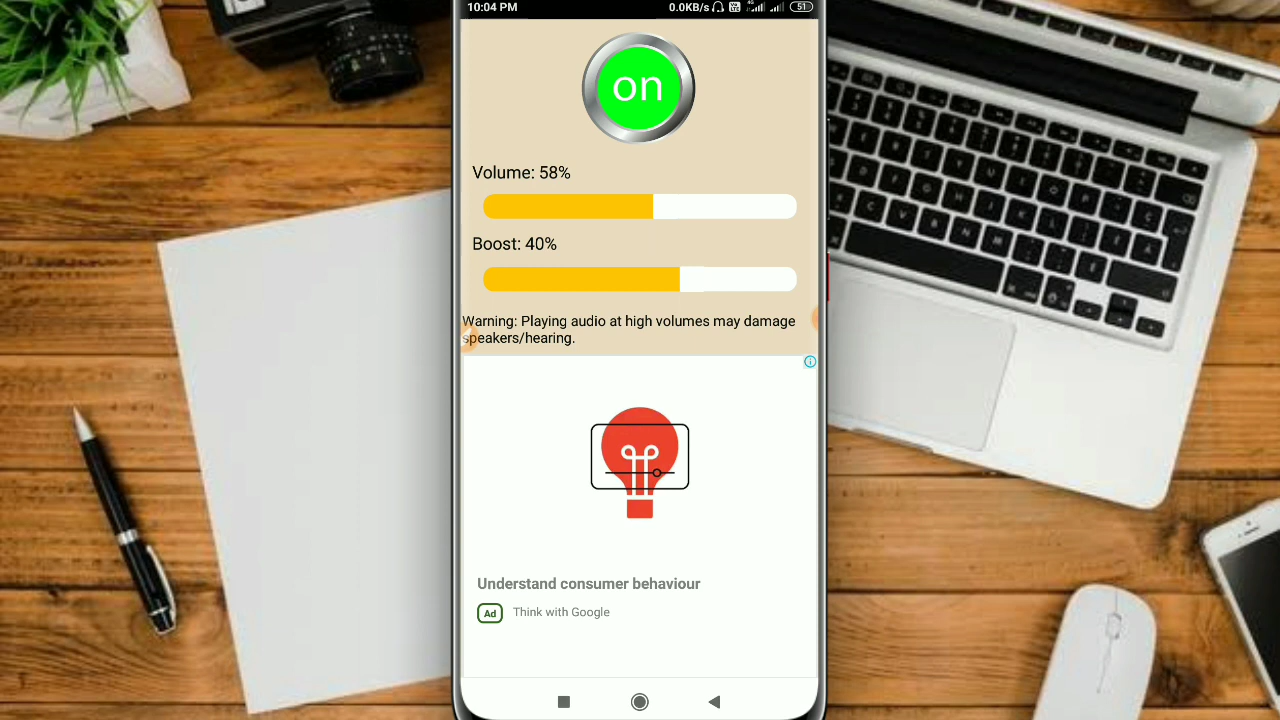 10:04 PM 0.0KB/s 4G 51
on
Volume: 58%
Boost: 40%
Warning: Playing audio at high volumes may damage
speakers/hearing.
Understand consumer behaviour
Ad Think with Google